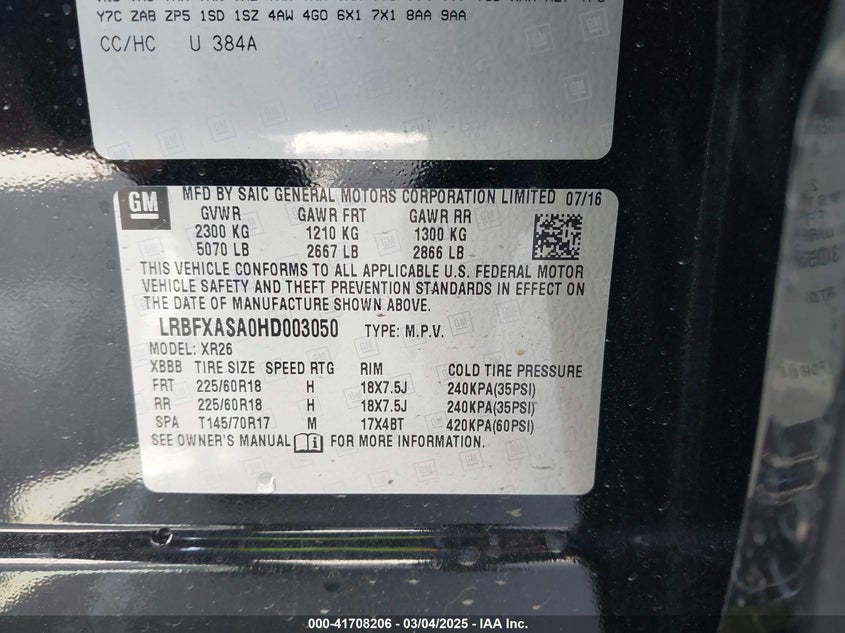 Y7C ZAB ZP5 1SD 1SZ 4AW 4GO 6X1 7X1 8AA 9AA
CC/HC U 384A
GM
MFD BY SAIC GENERAL MOTORS CORPORATION LIMITED 07/16
GVWR GAWR FRT GAWR RR
2300 KG 1210 KG 1300 KG
5070 LB 2667 LB 2866 LB
THIS VEHICLE CONFORMS TO ALL APPLICABLE U.S. FEDERAL MOTOR
VEHICLE SAFETY AND THEFT PREVENTION STANDARDS IN EFFECT ON
THE DATE OF MANUFACTURE SHOWN ABOVE.
LRBFXASA0HD003050 TYPE: M.P.V.
MODEL: XR26
XBBB TIRE SIZE SPEED RTG RIM COLD TIRE PRESSURE
FRT 225/60R18 H 18X7.5J 240KPA(35PSI)
RR 225/60R18 H 18X7.5J 240KPA(35PSI)
SPA T145/70R17 M 17X4BT 420KPA(60PSI)
SEE OWNER'S MANUAL FOR MORE INFORMATION.
000-41708206 - 03/04/2025 - IAA Inc.